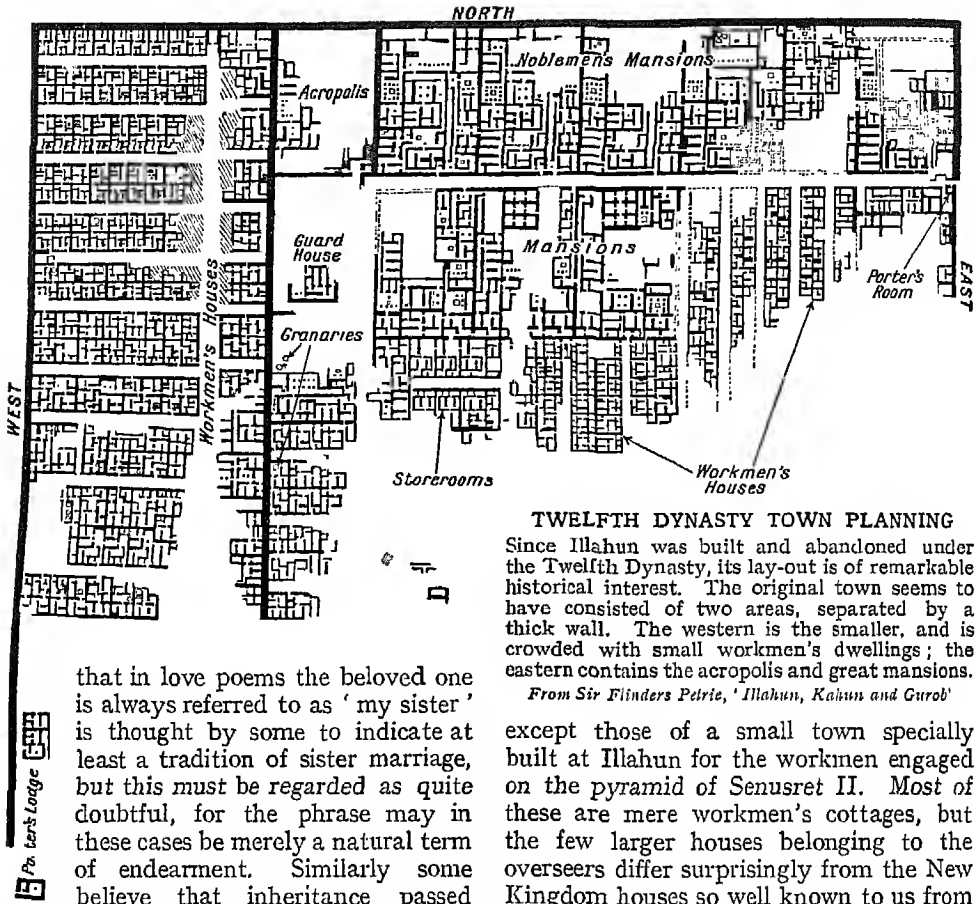 NORTH
Noblemen's Mansions
Acropolis
Mansions
Guard
House
Porter's
Room
EAST
Workmen's Houses
Granaries
WEST
Storerooms
Workmen's
Houses
TWELFTH DYNASTY TOWN PLANNING
Since Illahun was built and abandoned under
the Twelfth Dynasty, its lay-out is of remarkable
historical interest. The original town seems to
have consisted of two areas, separated by a
thick wall. The western is the smaller, and is
crowded with small workmen's dwellings; the
eastern contains the acropolis and great mansions.
From Sir Flinders Petrie, 'Illahun, Kahun and Gurob'
Porter's Lodge
that in love poems the beloved one
is always referred to as ‘ my sister ’
is thought by some to indicate at
least a tradition of sister marriage,
but this must be regarded as quite
doubtful, for the phrase may in
these cases be merely a natural term
of endearment. Similarly some
believe that inheritance passed
except those of a small town specially
built at Illahun for the workmen engaged
on the pyramid of Senusret II. Most of
these are mere workmen's cottages, but
the few larger houses belonging to the
overseers differ surprisingly from the New
Kingdom houses so well known to us from